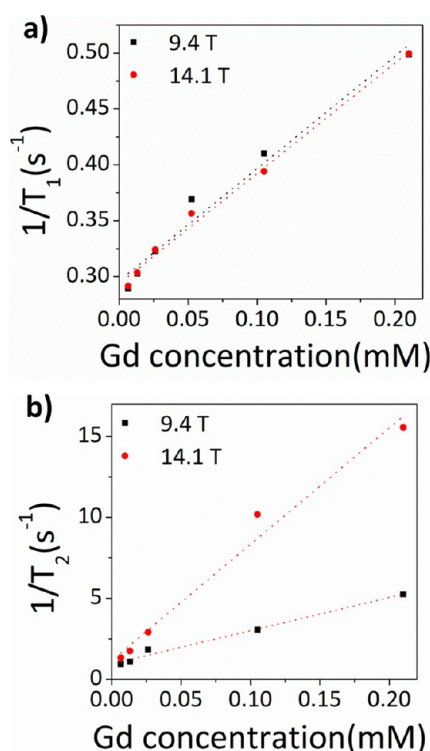 a)
9.4 T
14.1 T
0.50
0.45
0.40
0.35
0.30
1/T₁(s⁻¹)
0.00 0.05 0.10 0.15 0.20
Gd concentration(mM)
b)
9.4 T
14.1 T
15
10
5
0
1/T₂(s⁻¹)
0.00 0.05 0.10 0.15 0.20
Gd concentration(mM)